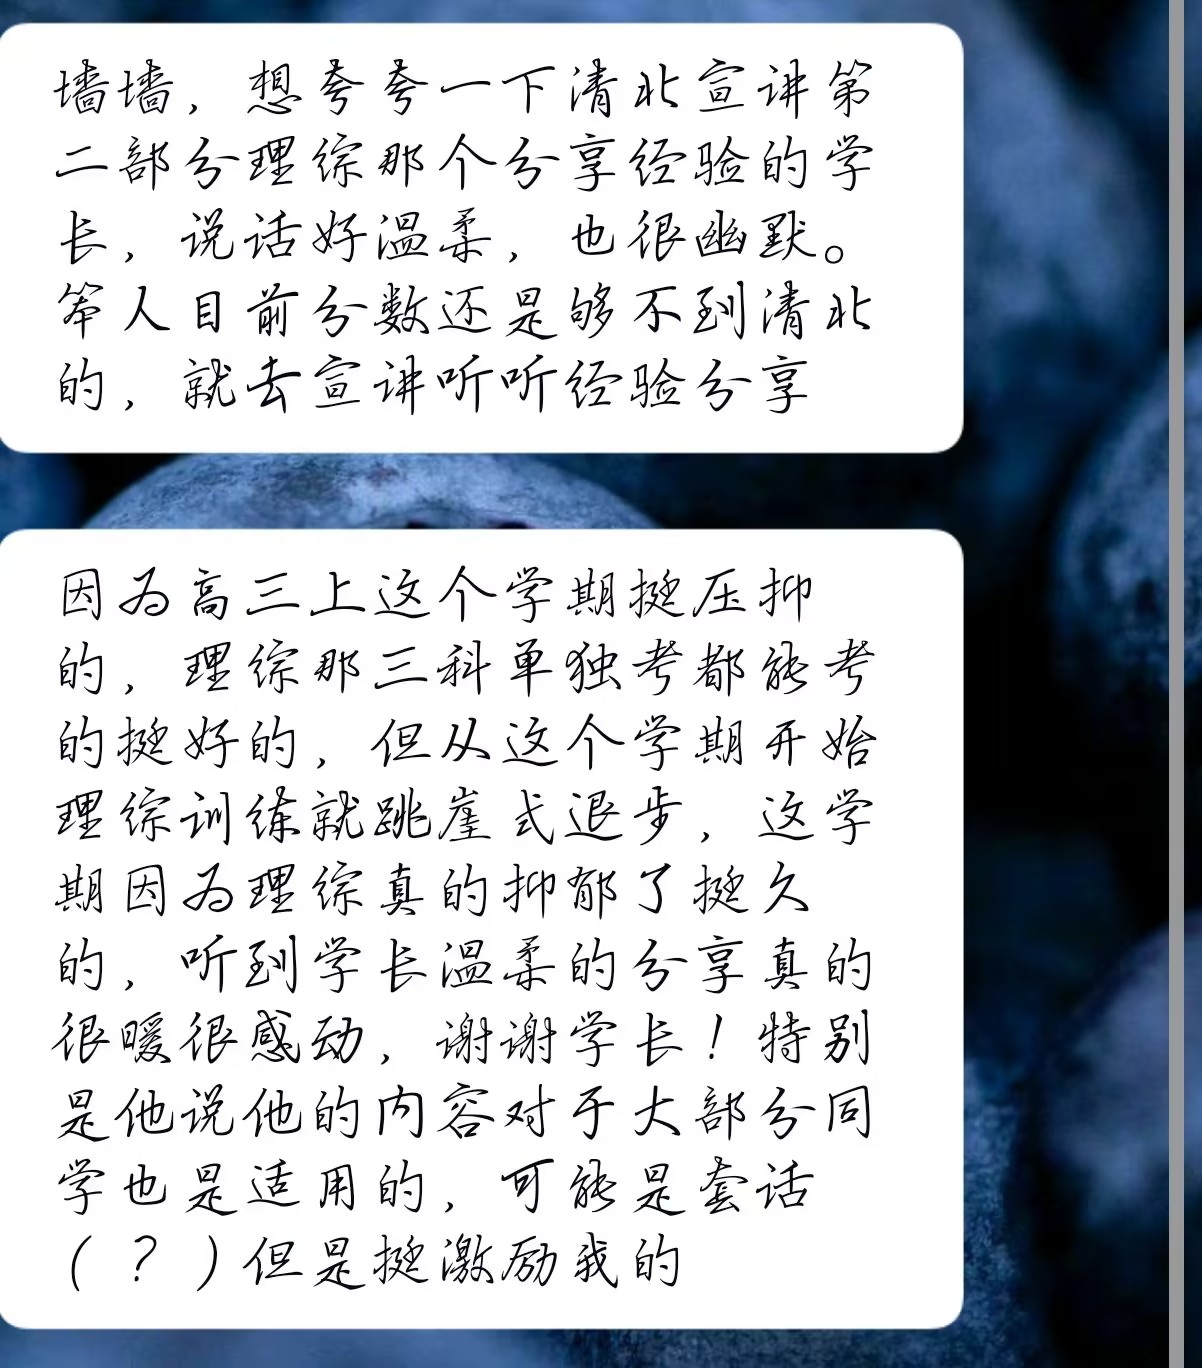 墙墙，想夸夸一下清北宣讲第
二部分理综那个分享经验的学
长，说话好温柔，也很幽默。
笨人目前分数还是够不到清北
的，就去宣讲听听经验分享
因为高三上这个学期挺压抑
的，理综那三科单独考都能考
的挺好的，但从这个学期开始
理综训练就跳崖式退步，这学
期因为理综真的抑郁了挺久
的，听到学长温柔的分享真的
很暖很感动，谢谢学长！特别
是他说他的内容对于大部分同
学也是适用的，可能是套话
（？）但是挺激励我的